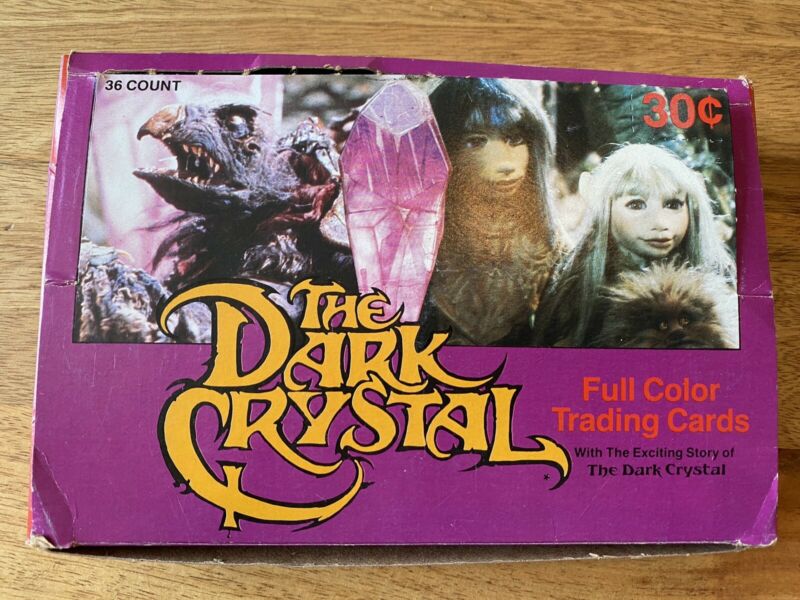 36 COUNT
30¢
THE
DARK
CRYSTAL
*
Full Color
Trading Cards
With The Exciting Story of
The Dark Crystal